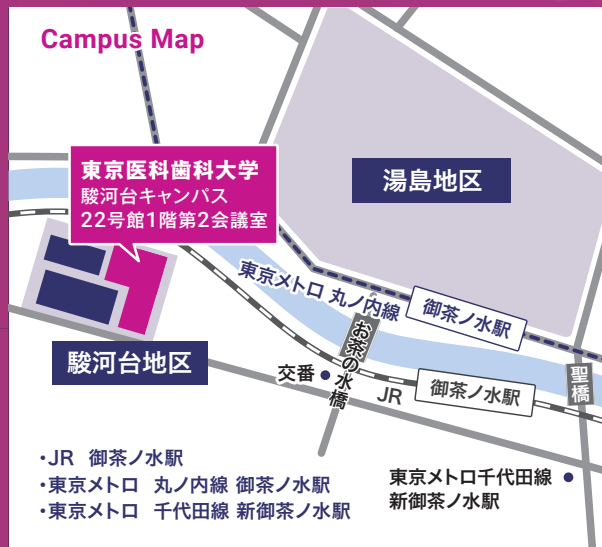 Campus Map
東京医科歯科大学
駿河台キャンパス
22号館1階第2会議室
湯島地区
東京メトロ 丸ノ内線
御茶ノ水駅
お茶の水橋
聖橋
駿河台地区
交番
JR
御茶ノ水駅
・JR 御茶ノ水駅
・東京メトロ 丸ノ内線 御茶ノ水駅
・東京メトロ 千代田線 新御茶ノ水駅
東京メトロ千代田線
新御茶ノ水駅